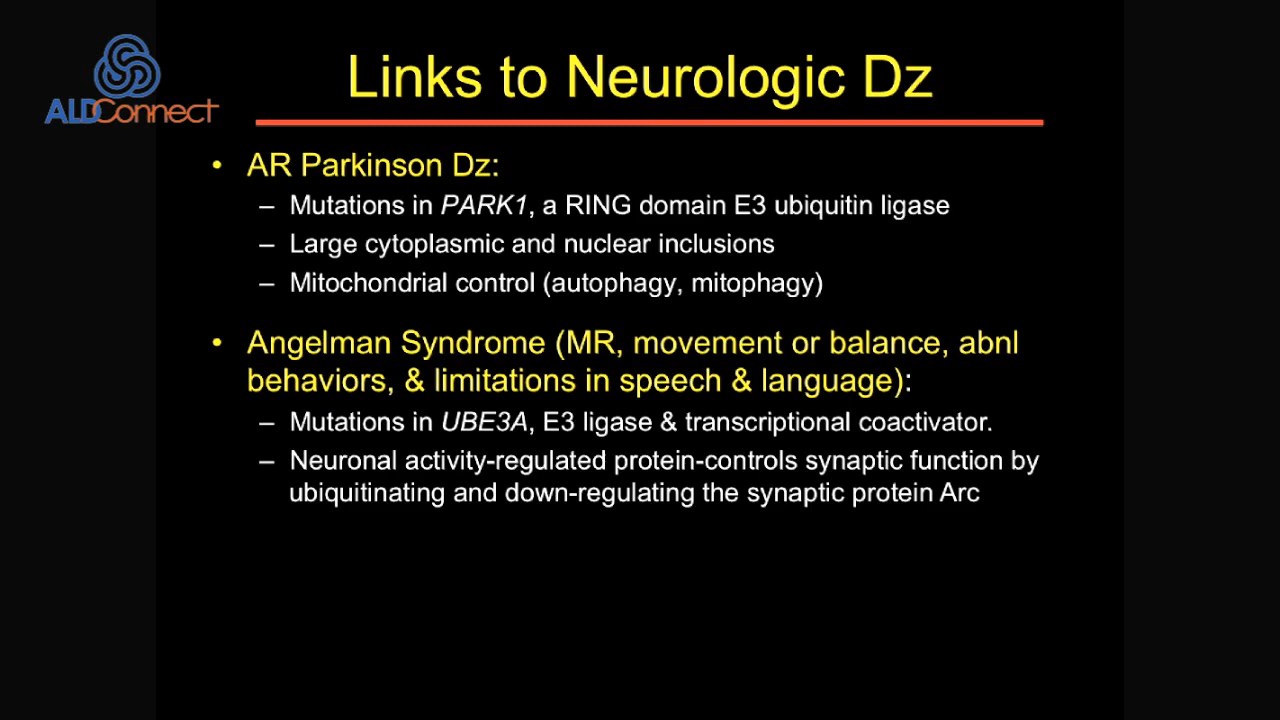 ALDConnect
Links to Neurologic Dz
• AR Parkinson Dz:
– Mutations in PARK1, a RING domain E3 ubiquitin ligase
– Large cytoplasmic and nuclear inclusions
– Mitochondrial control (autophagy, mitophagy)
• Angelman Syndrome (MR, movement or balance, abnl
behaviors, & limitations in speech & language):
– Mutations in UBE3A, E3 ligase & transcriptional coactivator.
– Neuronal activity-regulated protein-controls synaptic function by
ubiquitinating and down-regulating the synaptic protein Arc